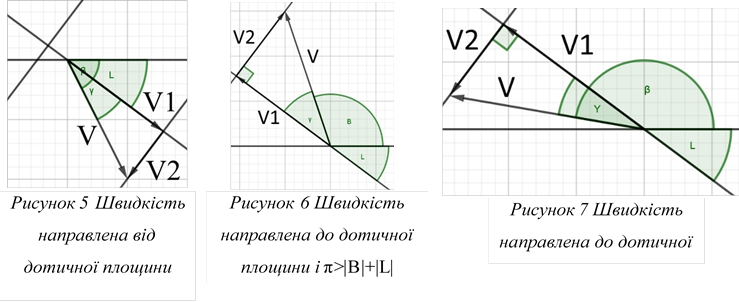 β
L
γ
V1
V
V2
Рисунок 5 Швидкість
направлена від
дотичної площини
V2
V
V1
γ
B
L
Рисунок 6 Швидкість
направлена до дотичної
площини і π>|B|+|L|
V2
V1
V
γ
β
L
Рисунок 7 Швидкість
направлена до дотичної